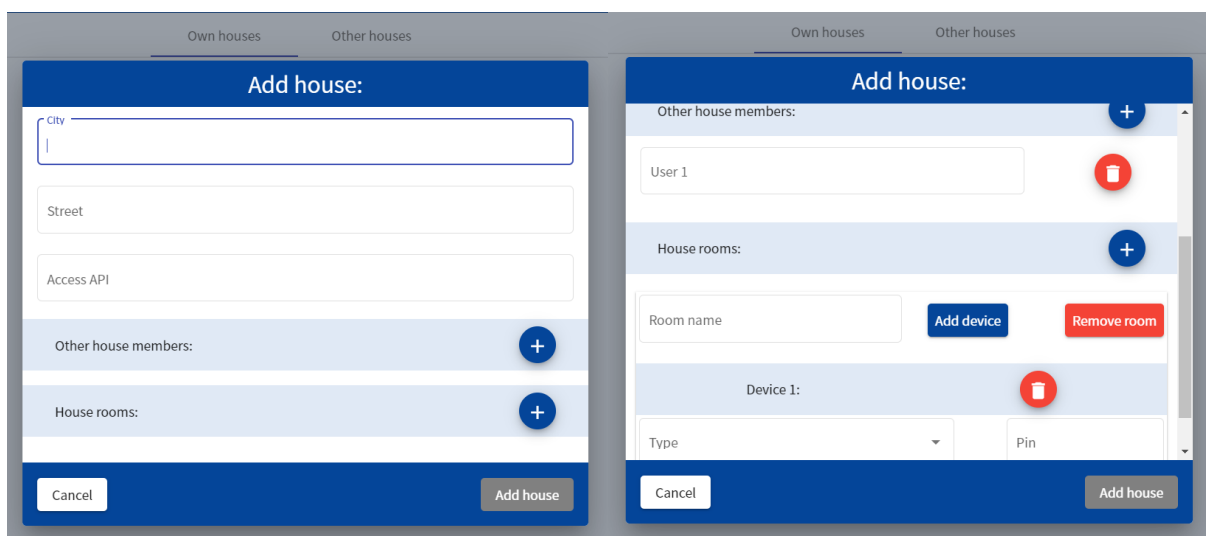 Own houses Other houses
Add house:
City
Street
Access API
Other house members:
+
House rooms:
+
Cancel Add house
Own houses Other houses
Add house:
Other house members:
+
User 1
House rooms:
+
Room name Add device Remove room
Device 1:
Type Pin
Cancel Add house